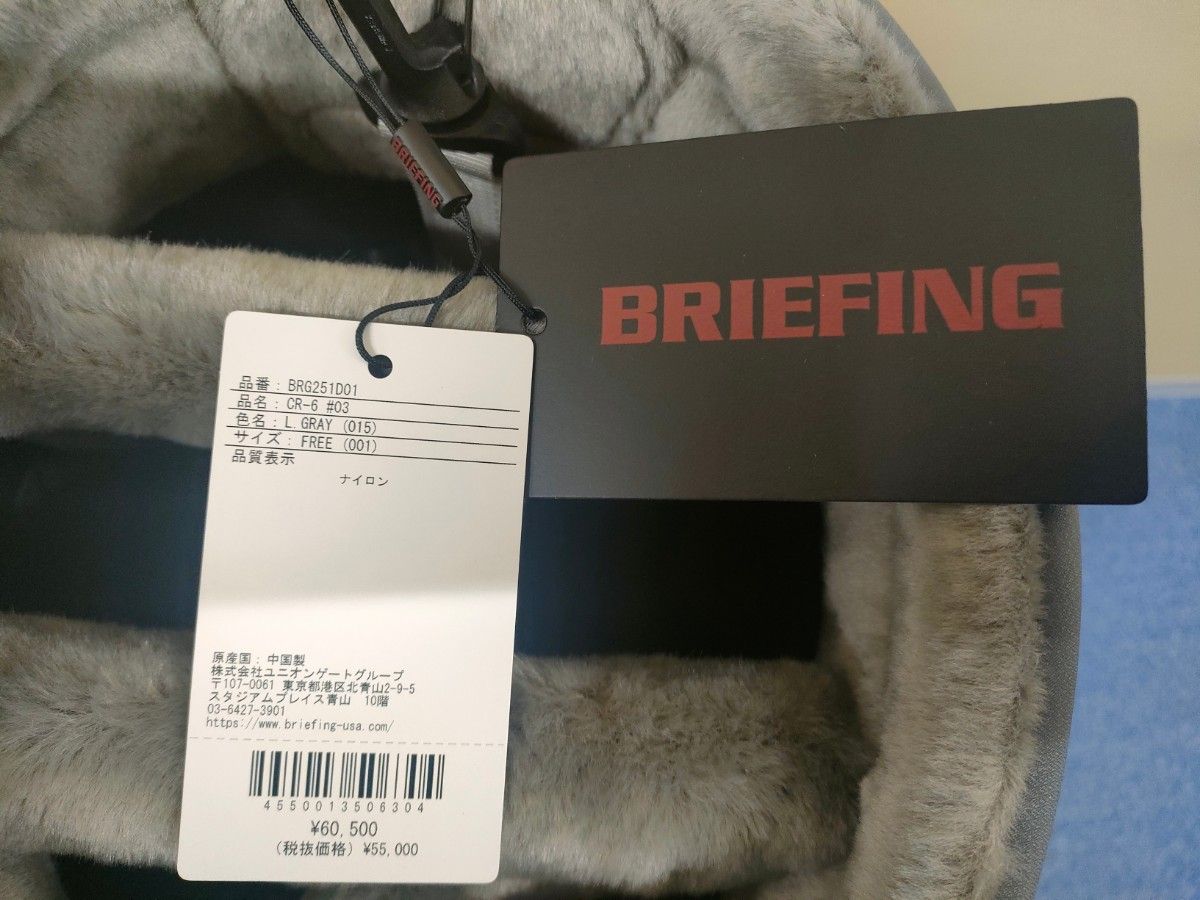 BRIEFING
BRIEFING
品番: BRG251D01
品名: CR-6 #03
色名: L.GRAY (015)
サイズ: FREE (001)
品質表示
ナイロン
原産国: 中国製
株式会社ユニオンゲートグループ
〒107-0061 東京都港区北青山2-9-5
スタジアムプレイス青山 10階
03-6427-3901
https://www.briefing-usa.com/
4550013506304
¥60,500
(税抜価格) ¥55,000